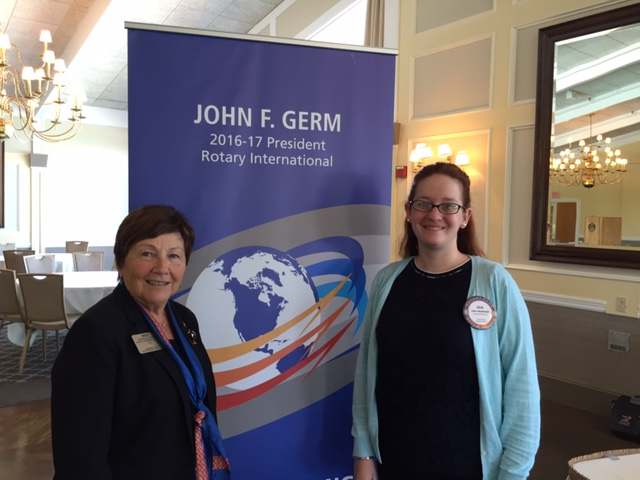 JOHN F. GERM
2016-17 President
Rotary International